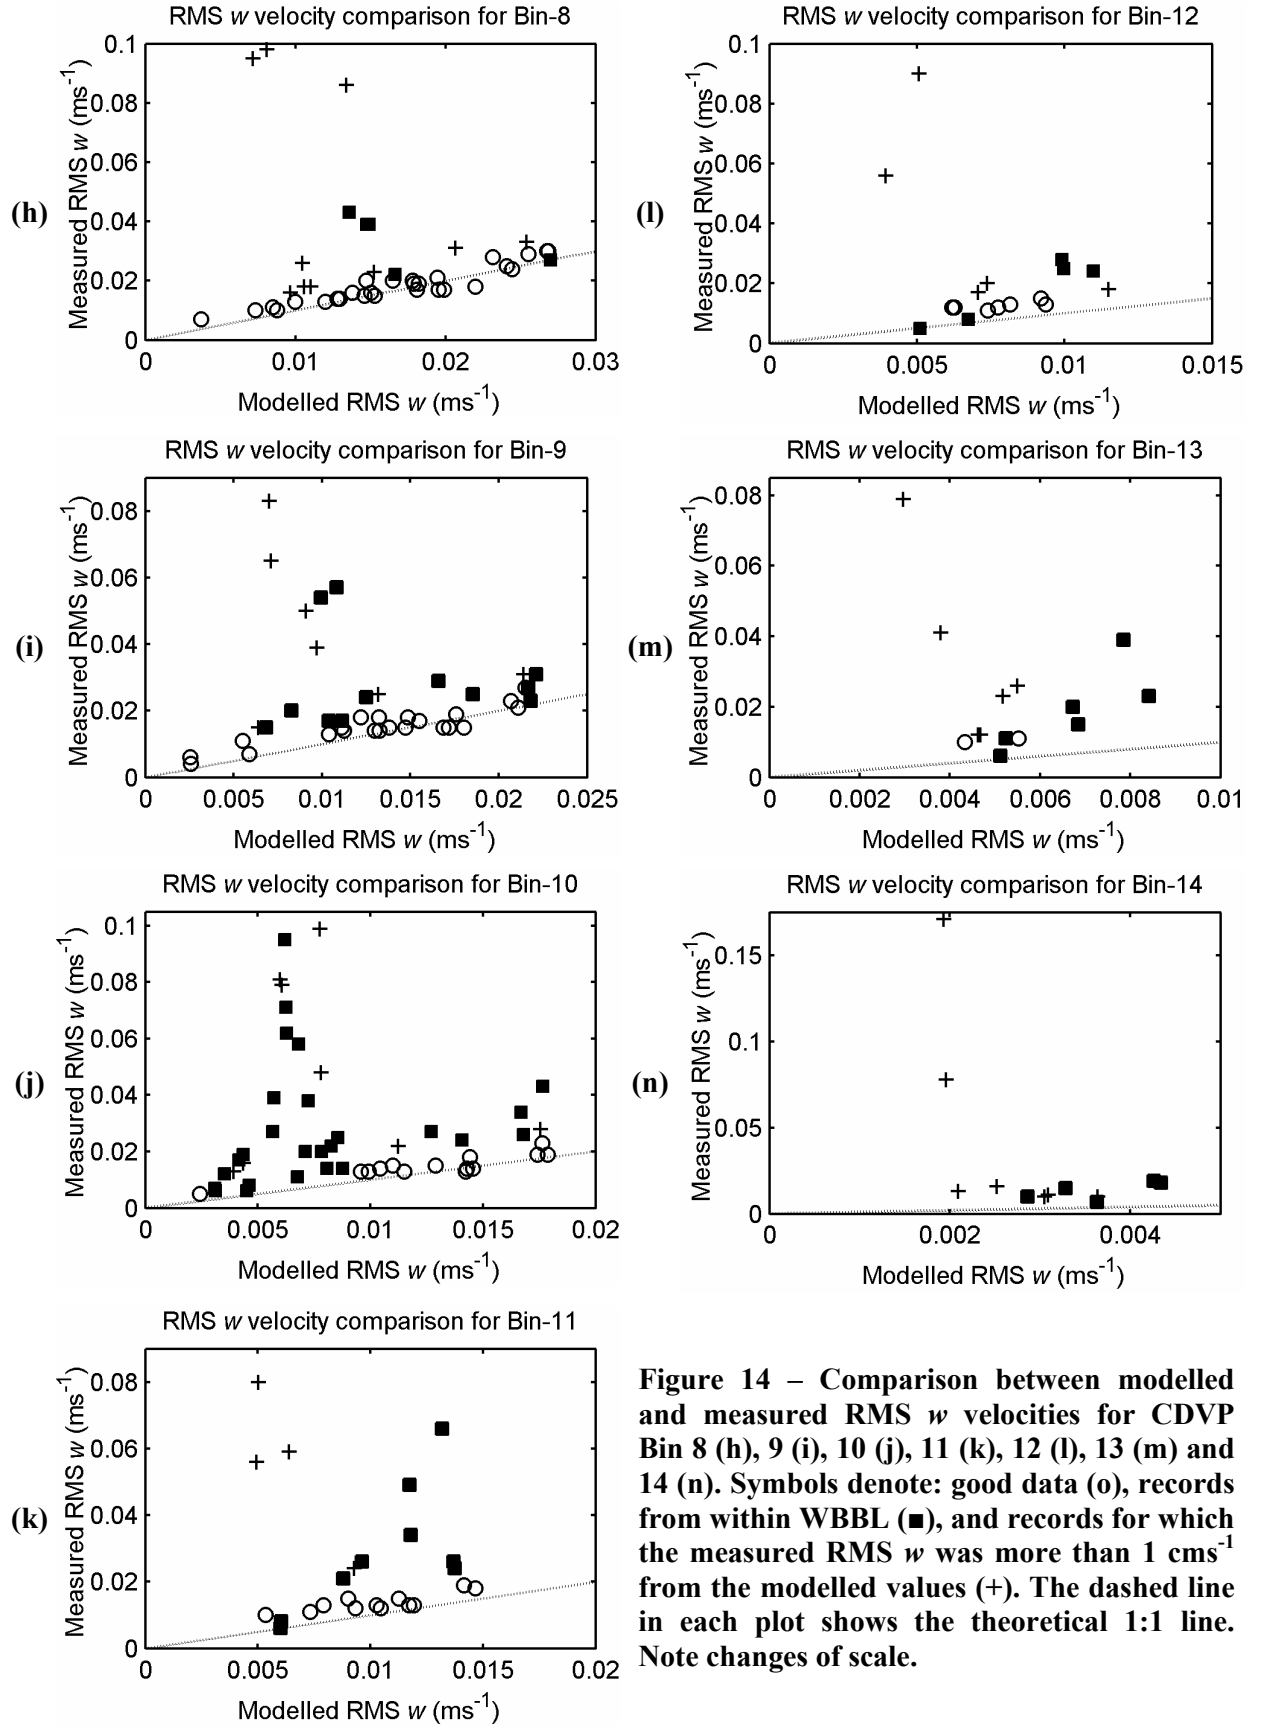 RMS w velocity comparison for Bin-8
0.1
0.08
0.06
0.04
0.02
0
Measured RMS w (ms-1)
(h)
0 0.01 0.02 0.03
Modelled RMS w (ms-1)
RMS w velocity comparison for Bin-9
0.08
0.06
0.04
0.02
0
Measured RMS w (ms-1)
(i)
0 0.005 0.01 0.015 0.02 0.025
Modelled RMS w (ms-1)
RMS w velocity comparison for Bin-10
0.1
0.08
0.06
0.04
0.02
0
Measured RMS w (ms-1)
(j)
0 0.005 0.01 0.015 0.02
Modelled RMS w (ms-1)
RMS w velocity comparison for Bin-11
0.08
0.06
0.04
0.02
0
Measured RMS w (ms-1)
(k)
0 0.005 0.01 0.015 0.02
Modelled RMS w (ms-1)
RMS w velocity comparison for Bin-12
0.1
0.08
0.06
0.04
0.02
0
Measured RMS w (ms-1)
(l)
0 0.005 0.01 0.015
Modelled RMS w (ms-1)
RMS w velocity comparison for Bin-13
0.08
0.06
0.04
0.02
0
Measured RMS w (ms-1)
(m)
0 0.002 0.004 0.006 0.008 0.01
Modelled RMS w (ms-1)
RMS w velocity comparison for Bin-14
0.15
0.1
0.05
0
Measured RMS w (ms-1)
(n)
0 0.002 0.004
Modelled RMS w (ms-1)
Figure 14 – Comparison between modelled
and measured RMS w velocities for CDVP
Bin 8 (h), 9 (i), 10 (j), 11 (k), 12 (l), 13 (m) and
14 (n). Symbols denote: good data (o), records
from within WBBL (■), and records for which
the measured RMS w was more than 1 cms-1
from the modelled values (+). The dashed line
in each plot shows the theoretical 1:1 line.
Note changes of scale.